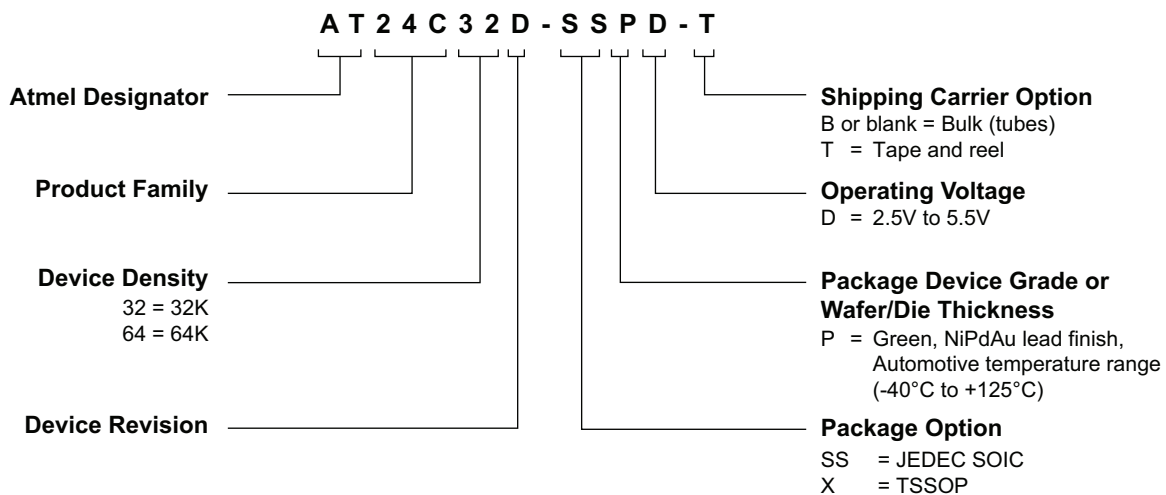 A T 2 4 C 3 2 D - S S P D - T
Atmel Designator
Product Family
Device Density
32 = 32K
64 = 64K
Device Revision
Shipping Carrier Option
B or blank = Bulk (tubes)
T = Tape and reel
Operating Voltage
D = 2.5V to 5.5V
Package Device Grade or
Wafer/Die Thickness
P = Green, NiPdAu lead finish,
Automotive temperature range
(-40°C to +125°C)
Package Option
SS = JEDEC SOIC
X = TSSOP